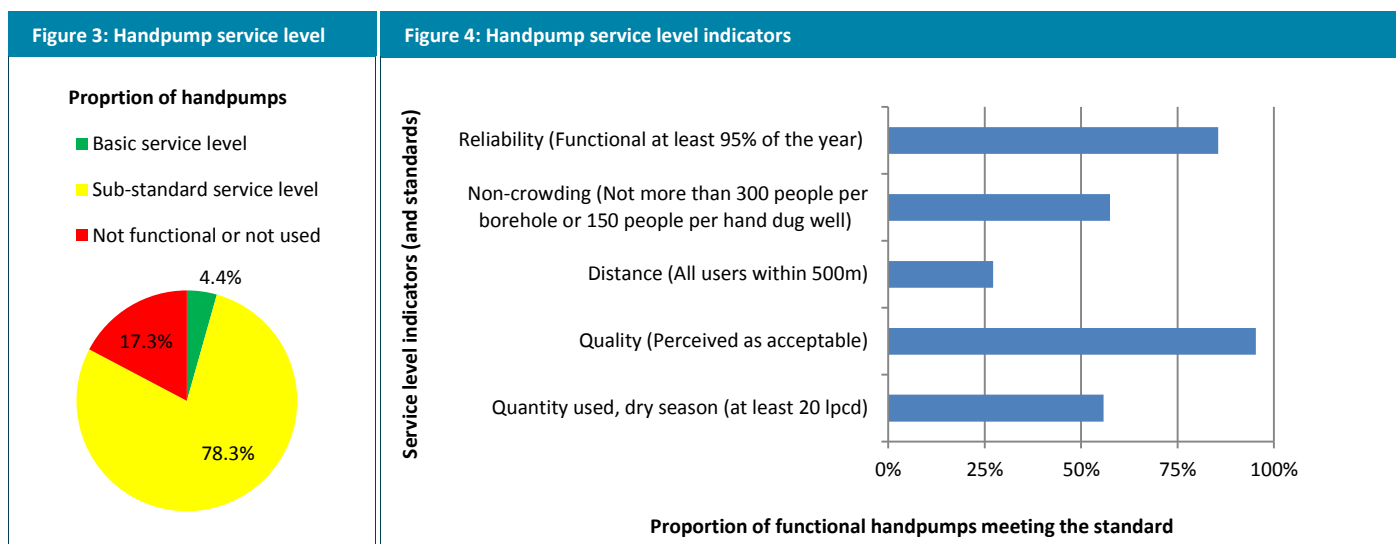 Figure 3: Handpump service level
Proprtion of handpumps
Basic service level
Sub-standard service level
Not functional or not used
4.4%
17.3%
78.3%
Figure 4: Handpump service level indicators
Service level indicators (and standards)
Reliability (Functional at least 95% of the year)
Non-crowding (Not more than 300 people per
borehole or 150 people per hand dug well)
Distance (All users within 500m)
Quality (Perceived as acceptable)
Quantity used, dry season (at least 20 lpcd)
0% 25% 50% 75% 100%
Proportion of functional handpumps meeting the standard